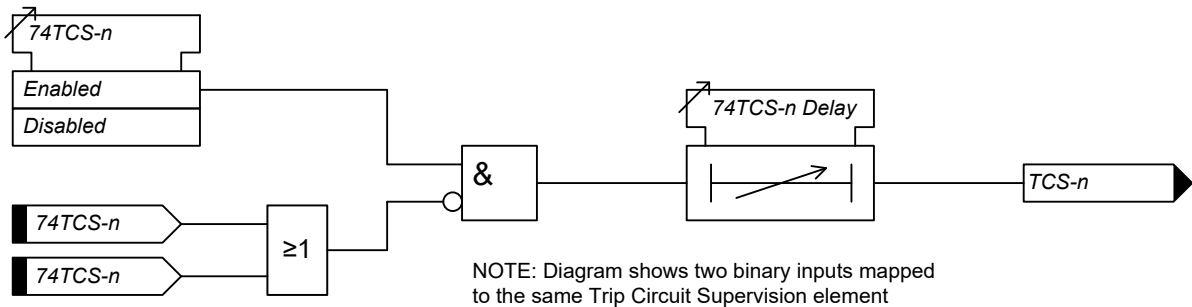 74TCS-n
Enabled
Disabled
74TCS-n
74TCS-n
≥1
&
74TCS-n Delay
TCS-n
NOTE: Diagram shows two binary inputs mapped
to the same Trip Circuit Supervision element